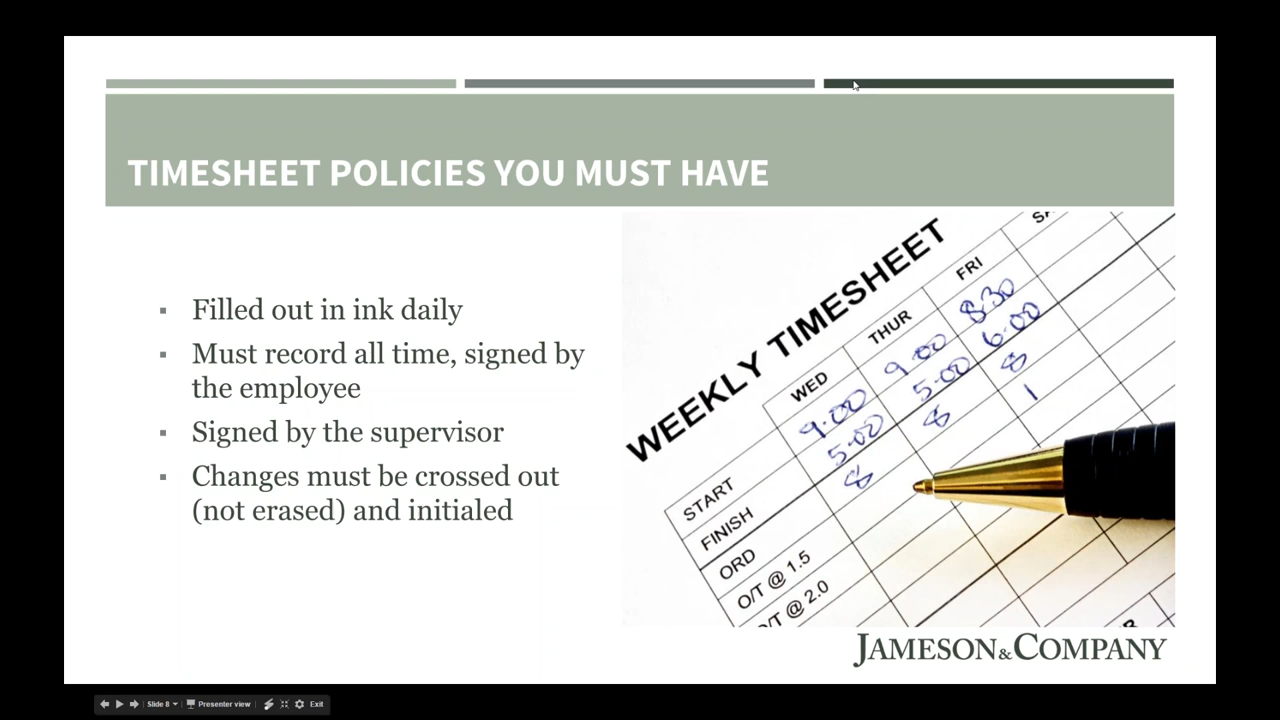 TIMESHEET POLICIES YOU MUST HAVE
▪ Filled out in ink daily
▪ Must record all time, signed by
the employee
▪ Signed by the supervisor
▪ Changes must be crossed out
(not erased) and initialed
WEEKLY TIMESHEET
WED THUR FRI
START 9.00 9.00 8.30
FINISH 5.00 5.00 6.00
ORD 8 8 8
O/T @ 1.5 1
O/T @ 2.0
JAMESON&COMPANY
Slide 8 Presenter view Exit